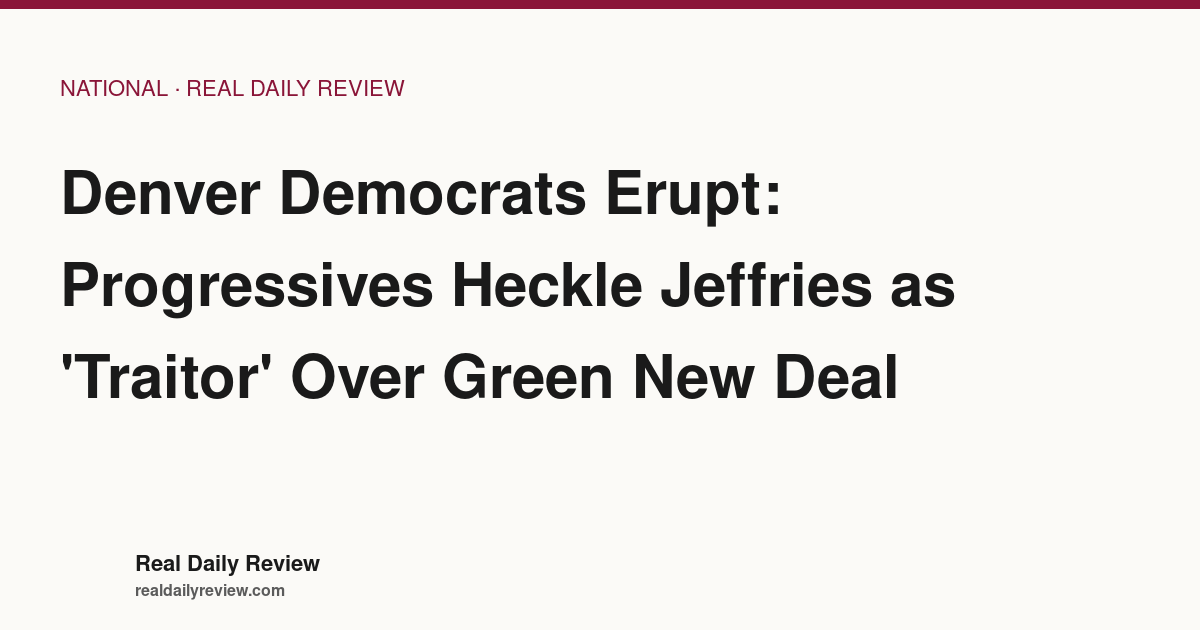 NATIONAL · REAL DAILY REVIEW
Denver Democrats Erupt:
Progressives Heckle Jeffries as
'Traitor' Over Green New Deal
Real Daily Review
realdailyreview.com